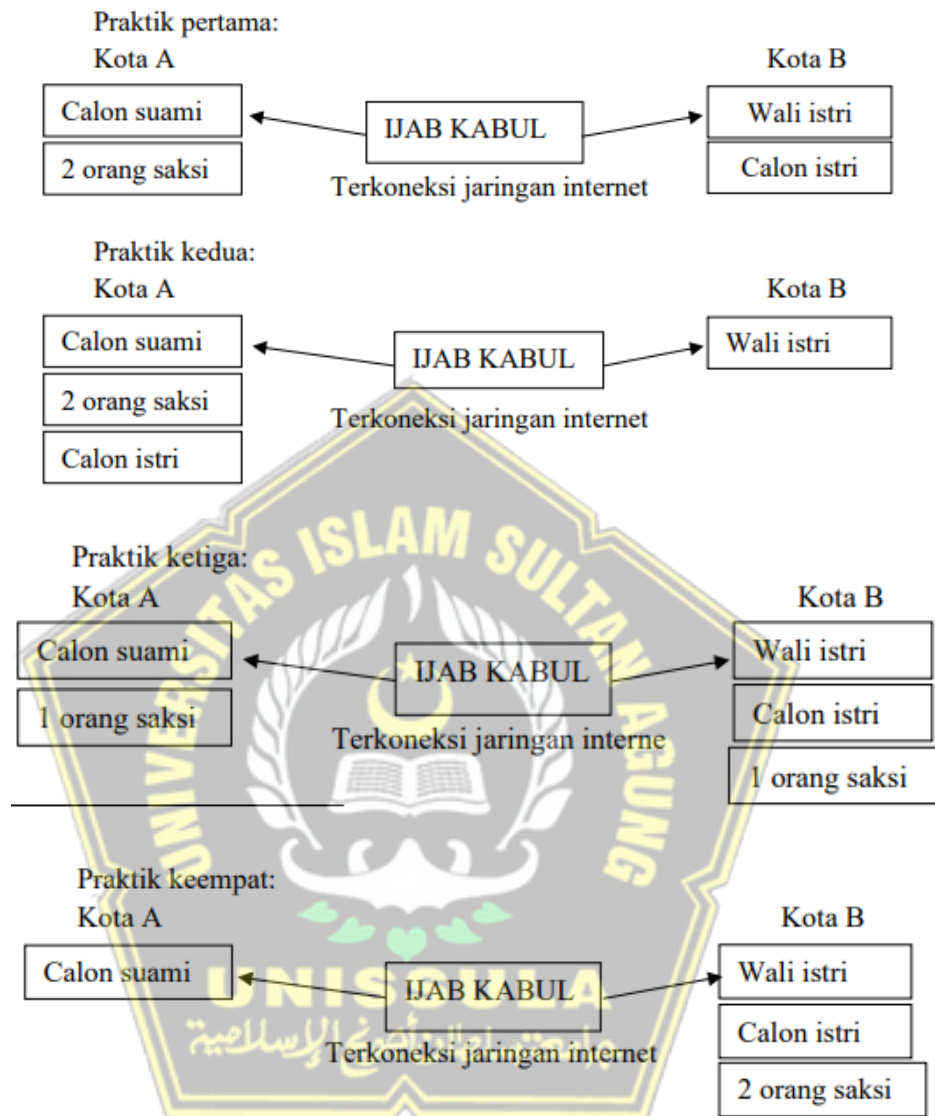 Praktik pertama:
Kota A
Kota B
Calon suami
IJAB KABUL
Wali istri
2 orang saksi
Terkoneksi jaringan internet
Calon istri
Praktik kedua:
Kota A
Kota B
Calon suami
IJAB KABUL
Wali istri
2 orang saksi
Terkoneksi jaringan internet
Calon istri
Praktik ketiga:
Kota A
Kota B
Calon suami
IJAB KABUL
Wali istri
1 orang saksi
Calon istri
Terkoneksi jaringan interne
1 orang saksi
Praktik keempat:
Kota A
Kota B
Calon suami
IJAB KABUL
Wali istri
Calon istri
Terkoneksi jaringan internet
2 orang saksi
UNIVERSITAS ISLAM SULTAN AGUNG
UNISSULA